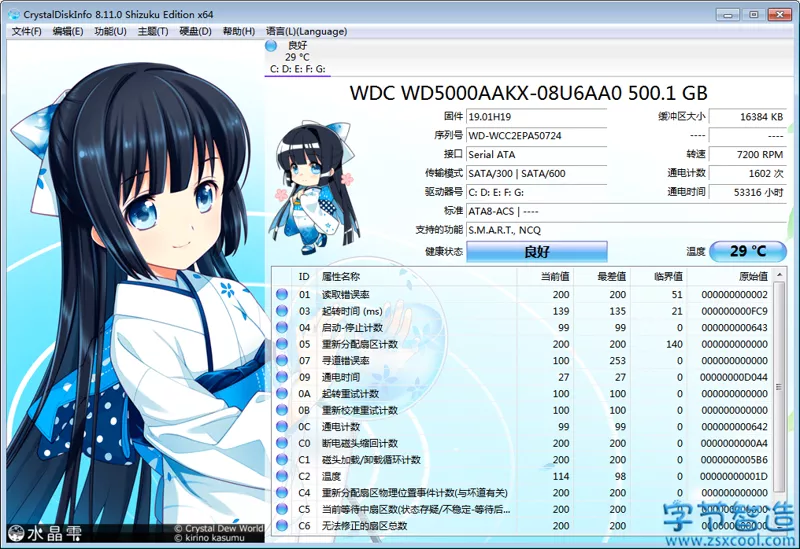 CrystalDiskInfo 8.11.0 Shizuku Edition x64
文件(F) 编辑(E) 功能(U) 主题(T) 硬盘(D) 帮助(H) 语言(L)(Language)
良好
29 °C
C: D: E: F: G:
WDC WD5000AAKX-08U6AA0 500.1 GB
固件 19.01H19 缓冲区大小 16384 KB
序列号 WD-WCC2EPA50724 ---- ----
接口 Serial ATA 转速 7200 RPM
传输模式 SATA/300 | SATA/600 通电计数 1602 次
驱动器号 C: D: E: F: G: 通电时间 53316 小时
标准 ATA8-ACS | ----
支持的功能 S.M.A.R.T., NCQ
健康状态 良好 温度 29 °C
ID 属性名称 当前值 最差值 临界值 原始值
01 读取错误率 200 200 51 000000000002
03 起转时间 (ms) 139 135 21 000000000FC9
04 启动-停止计数 99 99 0 000000000643
05 重新分配扇区计数 200 200 140 000000000000
07 寻道错误率 100 253 0 000000000000
09 通电时间 27 27 0 00000000D044
0A 起转重试计数 100 100 0 000000000000
0B 重新校准重试计数 100 100 0 000000000000
0C 通电计数 99 99 0 000000000642
C0 断电磁头缩回计数 200 200 0 0000000000A4
C1 磁头加载/卸载循环计数 200 200 0 0000000005B6
C2 温度 114 98 0 00000000001D
C4 重新分配扇区物理位置事件计数(与坏道有关) 200 200 0 000000000000
C5 当前等待中扇区数(状态存疑/不稳定-等待后... 200 200 0
C6 无法修正的扇区总数 200 200 0
水晶雫
© Crystal Dew World
© kirino kasumu
字节智造
www.zsxcool.com